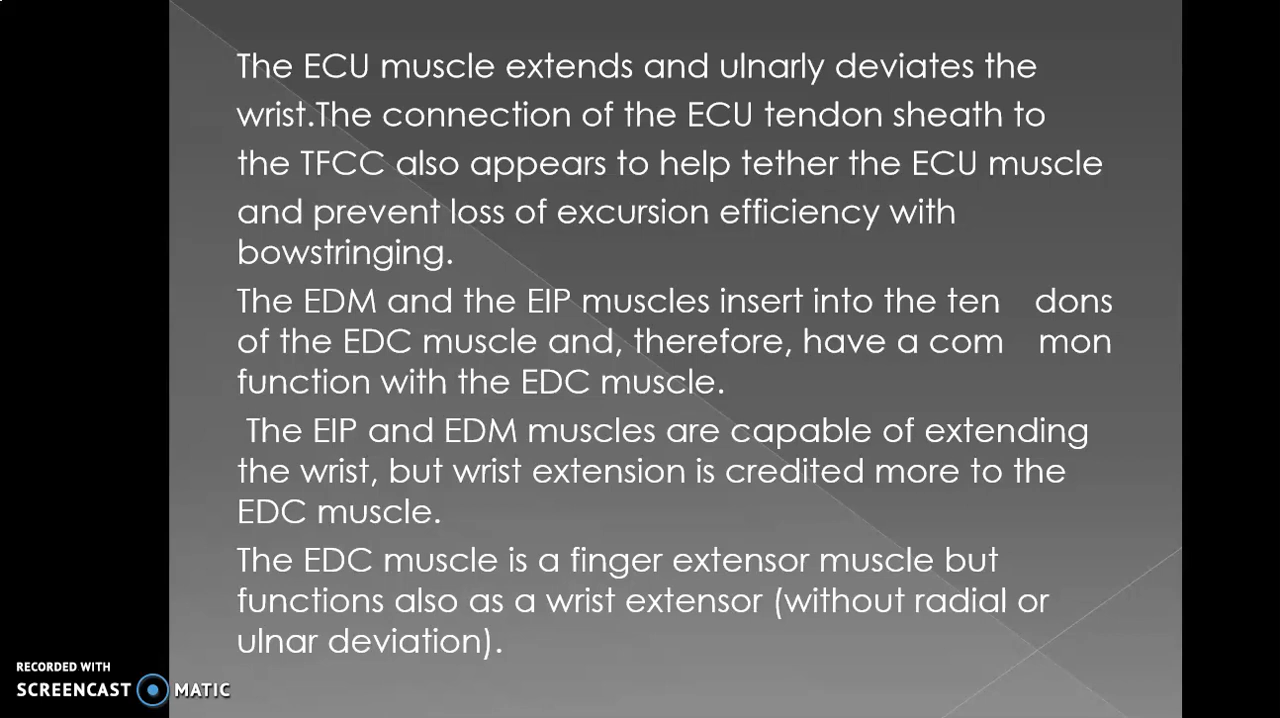 The ECU muscle extends and ulnarly deviates the
wrist.The connection of the ECU tendon sheath to
the TFCC also appears to help tether the ECU muscle
and prevent loss of excursion efficiency with
bowstringing.
The EDM and the EIP muscles insert into the ten dons
of the EDC muscle and, therefore, have a com mon
function with the EDC muscle.
The EIP and EDM muscles are capable of extending
the wrist, but wrist extension is credited more to the
EDC muscle.
The EDC muscle is a finger extensor muscle but
functions also as a wrist extensor (without radial or
ulnar deviation).
RECORDED WITH
SCREENCAST MATIC